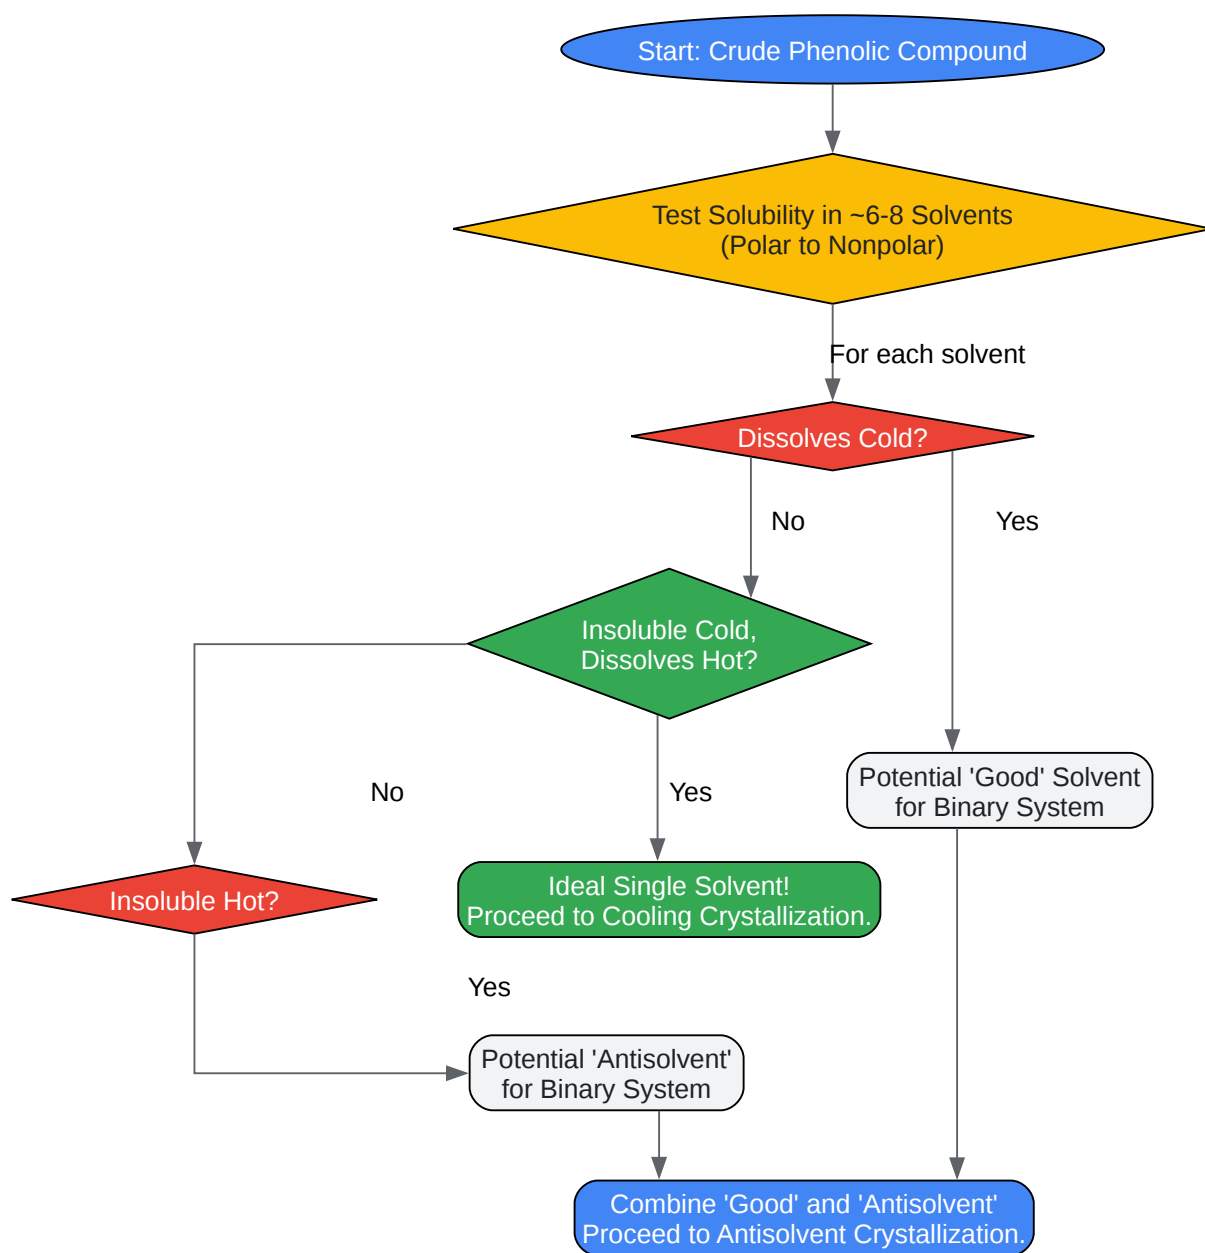 Start: Crude Phenolic Compound
Test Solubility in ~6-8 Solvents
(Polar to Nonpolar)
For each solvent
Dissolves Cold?
No
Yes
Insoluble Cold,
Dissolves Hot?
Potential 'Good' Solvent
for Binary System
No
Yes
Insoluble Hot?
Ideal Single Solvent!
Proceed to Cooling Crystallization.
Yes
Potential 'Antisolvent'
for Binary System
Combine 'Good' and 'Antisolvent'
Proceed to Antisolvent Crystallization.